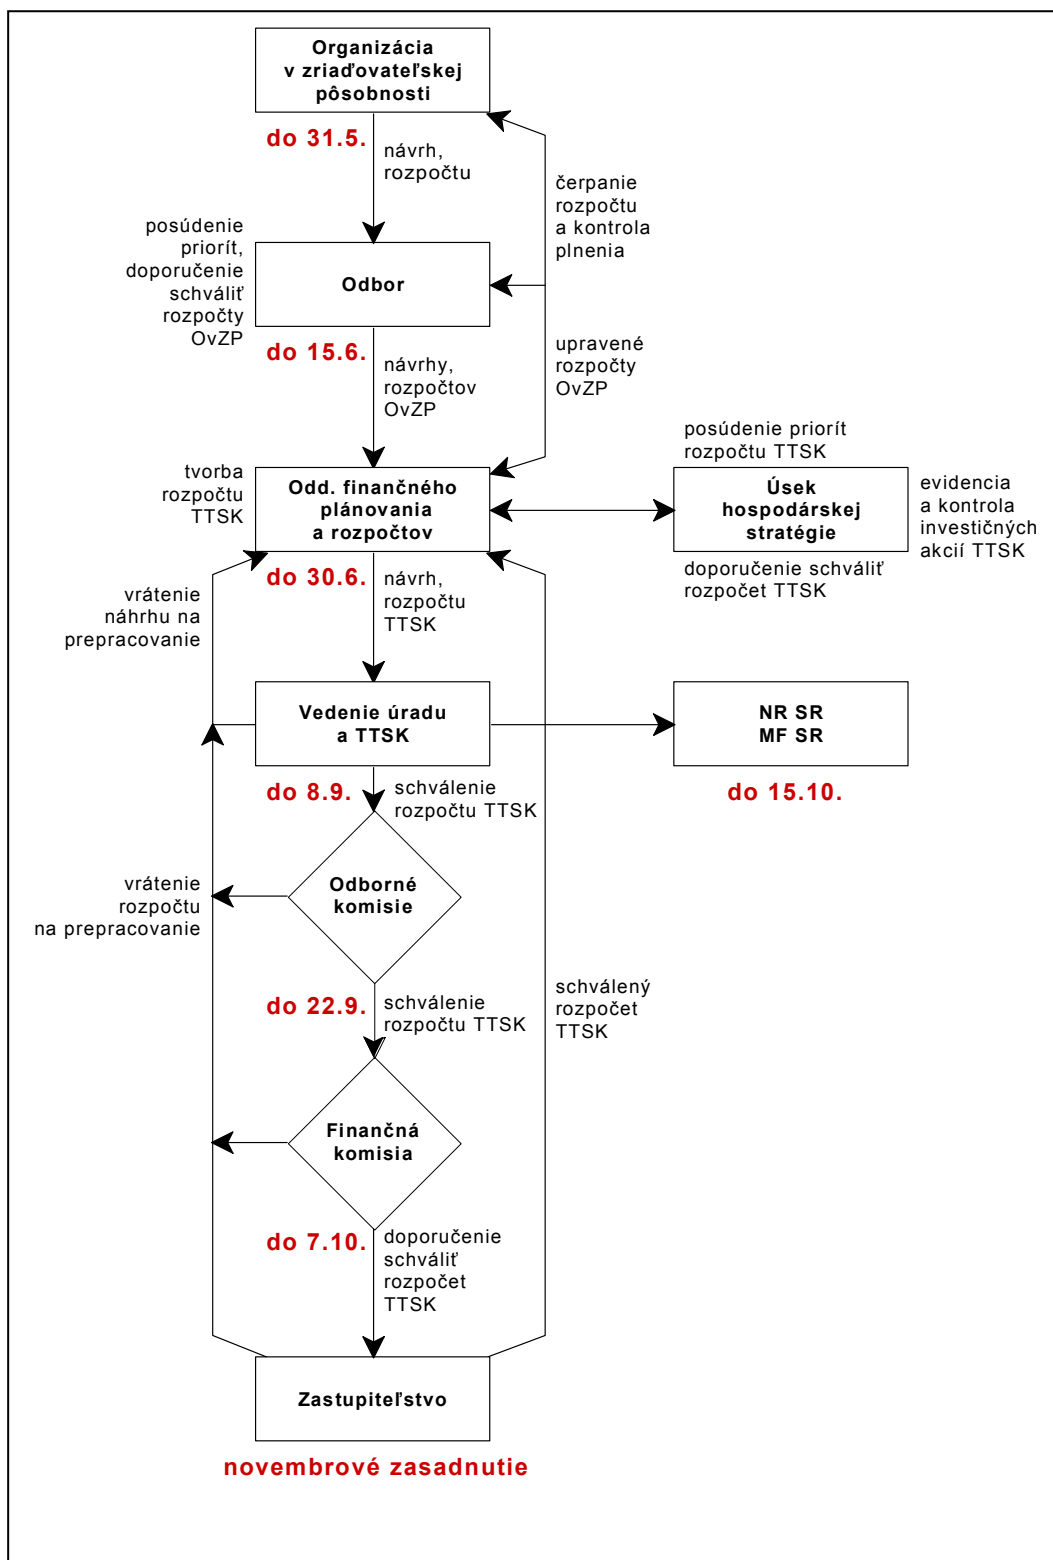 Organizácia
v zriaďovateľskej
pôsobnosti
do 31.5.
návrh,
rozpočtu
čerpanie
rozpočtu
a kontrola
plnenia
posúdenie
priorít,
doporučenie
schváliť
rozpočty
OvZP
Odbor
do 15.6.
návrhy,
rozpočtov
OvZP
upravené
rozpočty
OvZP
posúdenie priorít
rozpočtu TTSK
tvorba
rozpočtu
TTSK
Odd. finančného
plánovania
a rozpočtov
Úsek
hospodárskej
stratégie
evidencia
a kontrola
investičných
akcií TTSK
do 30.6.
návrh,
rozpočtu
TTSK
doporučenie schváliť
rozpočet TTSK
vrátenie
náhrhu na
prepracovanie
Vedenie úradu
a TTSK
NR SR
MF SR
do 8.9.
schválenie
rozpočtu TTSK
do 15.10.
Odborné
komisie
vrátenie
rozpočtu
na prepracovanie
do 22.9.
schválenie
rozpočtu TTSK
schválený
rozpočet
TTSK
Finančná
komisia
do 7.10.
doporučenie
schváliť
rozpočet
TTSK
Zastupiteľstvo
novembrové zasadnutie